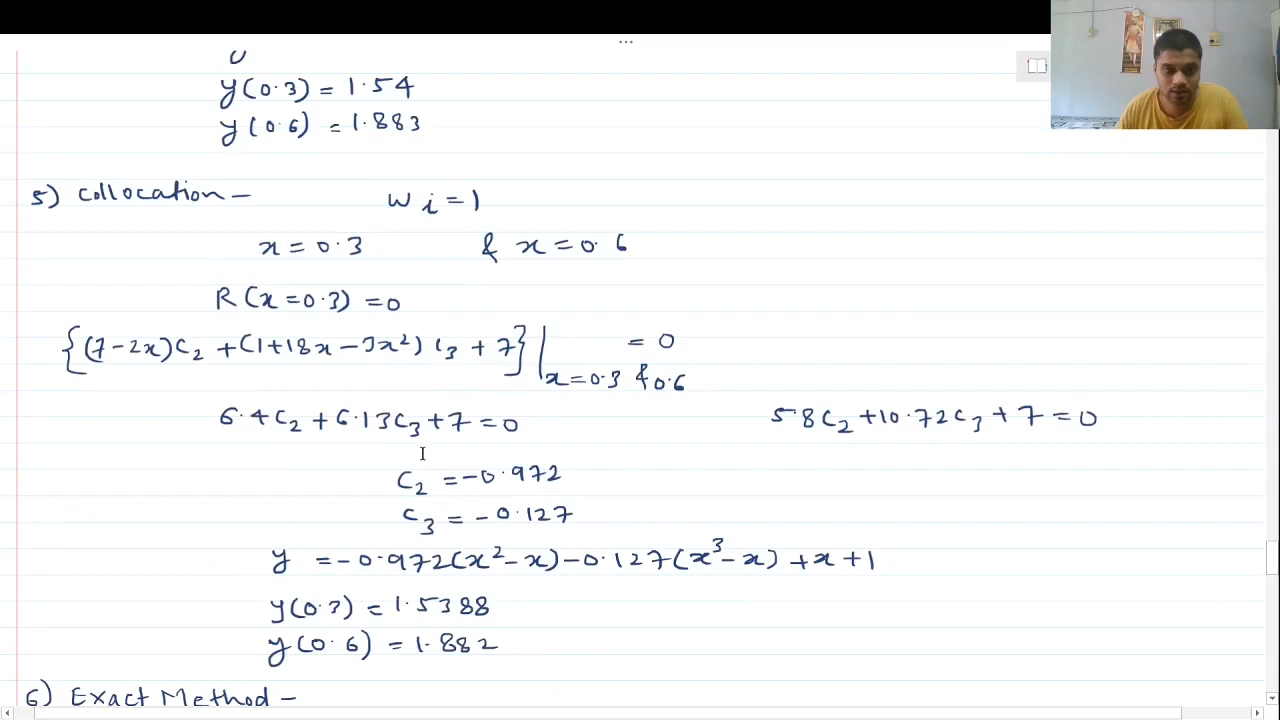 y(0.3) = 1.54
y(0.6) = 1.883
5) Collocation – wi = 1
x = 0.3 & x = 0.6
R(x = 0.3) = 0
{(7-2x)C2 + (1+18x-3x²) C3 + 7}| x=0.3 & 0.6 = 0
6.4C2 + 6.13C3 + 7 = 0 5.8C2 + 10.72C3 + 7 = 0
C2 = -0.972
C3 = -0.127
y = -0.972(x²-x) - 0.127(x³-x) + x + 1
y(0.3) = 1.5388
y(0.6) = 1.882
6) Exact Method –